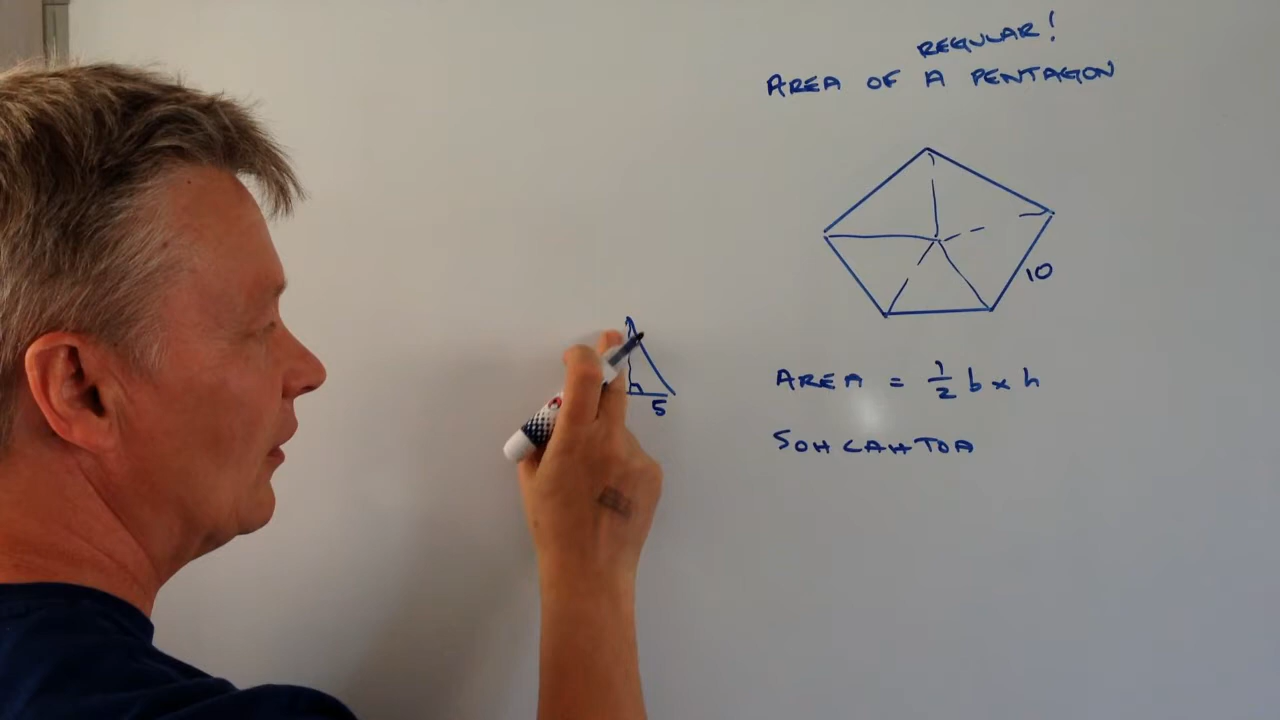 REGULAR!
AREA OF A PENTAGON
10
5
AREA = 1/2 b x h
SOH CAH TOA